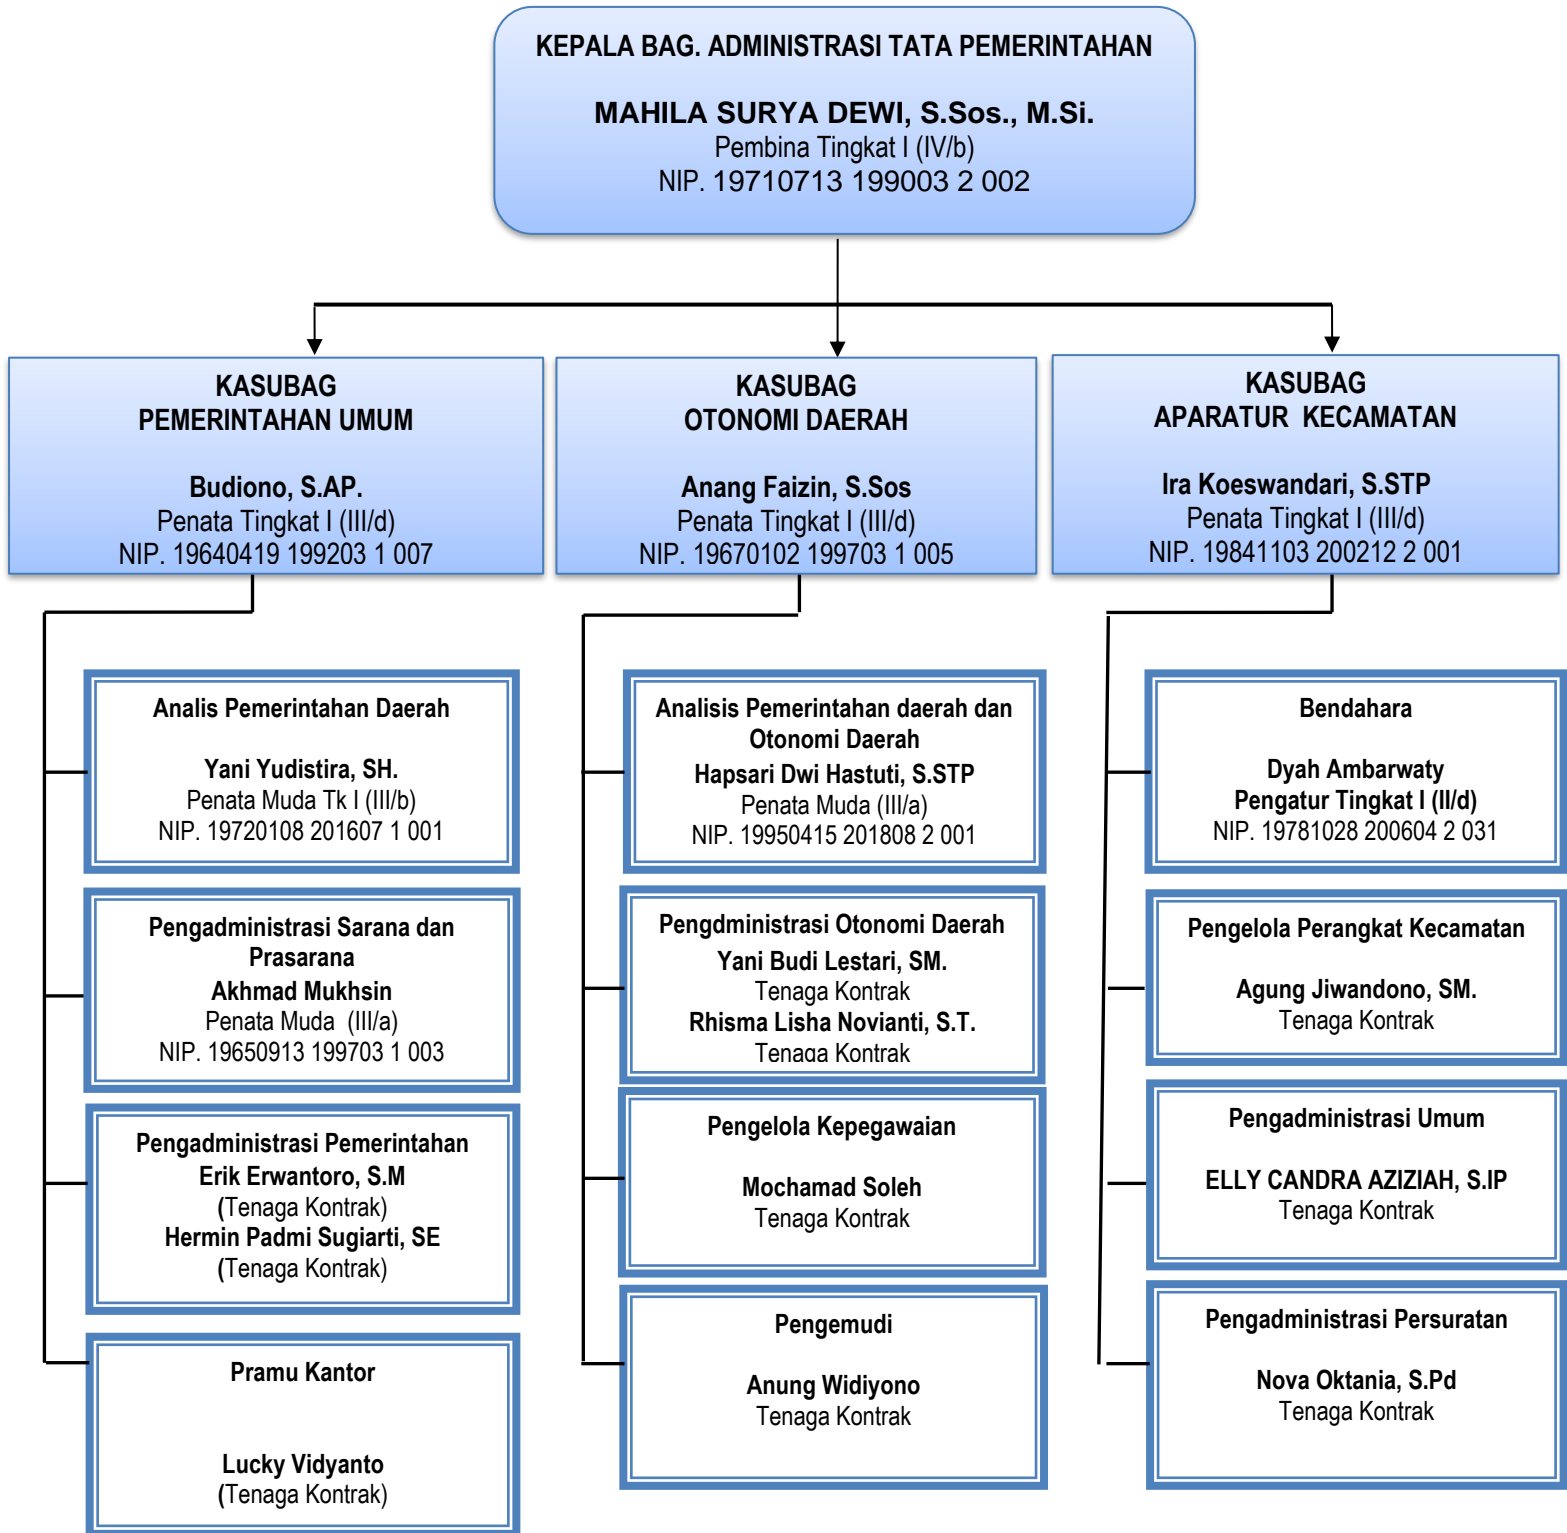 KEPALA BAG. ADMINISTRASI TATA PEMERINTAHAN
MAHILA SURYA DEWI, S.Sos., M.Si.
Pembina Tingkat I (IV/b)
NIP. 19710713 199003 2 002
KASUBAG
PEMERINTAHAN UMUM
Budiono, S.AP.
Penata Tingkat I (III/d)
NIP. 19640419 199203 1 007
KASUBAG
OTONOMI DAERAH
Anang Faizin, S.Sos
Penata Tingkat I (III/d)
NIP. 19670102 199703 1 005
KASUBAG
APARATUR KECAMATAN
Ira Koeswandari, S.STP
Penata Tingkat I (III/d)
NIP. 19841103 200212 2 001
Analis Pemerintahan Daerah
Yani Yudistira, SH.
Penata Muda Tk I (III/b)
NIP. 19720108 201607 1 001
Pengadministrasi Sarana dan
Prasarana
Akhmad Mukhsin
Penata Muda (III/a)
NIP. 19650913 199703 1 003
Pengadministrasi Pemerintahan
Erik Erwantoro, S.M
(Tenaga Kontrak)
Hermin Padmi Sugiarti, SE
(Tenaga Kontrak)
Pramu Kantor
Lucky Vidyanto
(Tenaga Kontrak)
Analisis Pemerintahan daerah dan
Otonomi Daerah
Hapsari Dwi Hastuti, S.STP
Penata Muda (III/a)
NIP. 19950415 201808 2 001
Pengdministrasi Otonomi Daerah
Yani Budi Lestari, SM.
Tenaga Kontrak
Rhisma Lisha Novianti, S.T.
Tenaga Kontrak
Pengelola Kepegawaian
Mochamad Soleh
Tenaga Kontrak
Pengemudi
Anung Widiyono
Tenaga Kontrak
Bendahara
Dyah Ambarwaty
Pengatur Tingkat I (II/d)
NIP. 19781028 200604 2 031
Pengelola Perangkat Kecamatan
Agung Jiwandono, SM.
Tenaga Kontrak
Pengadministrasi Umum
ELLY CANDRA AZIZIAH, S.IP
Tenaga Kontrak
Pengadministrasi Persuratan
Nova Oktania, S.Pd
Tenaga Kontrak